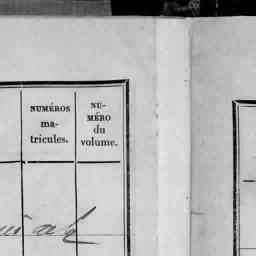 NUMÉROS
ma-
tricules.
NU-
MÉRO
du
volume.